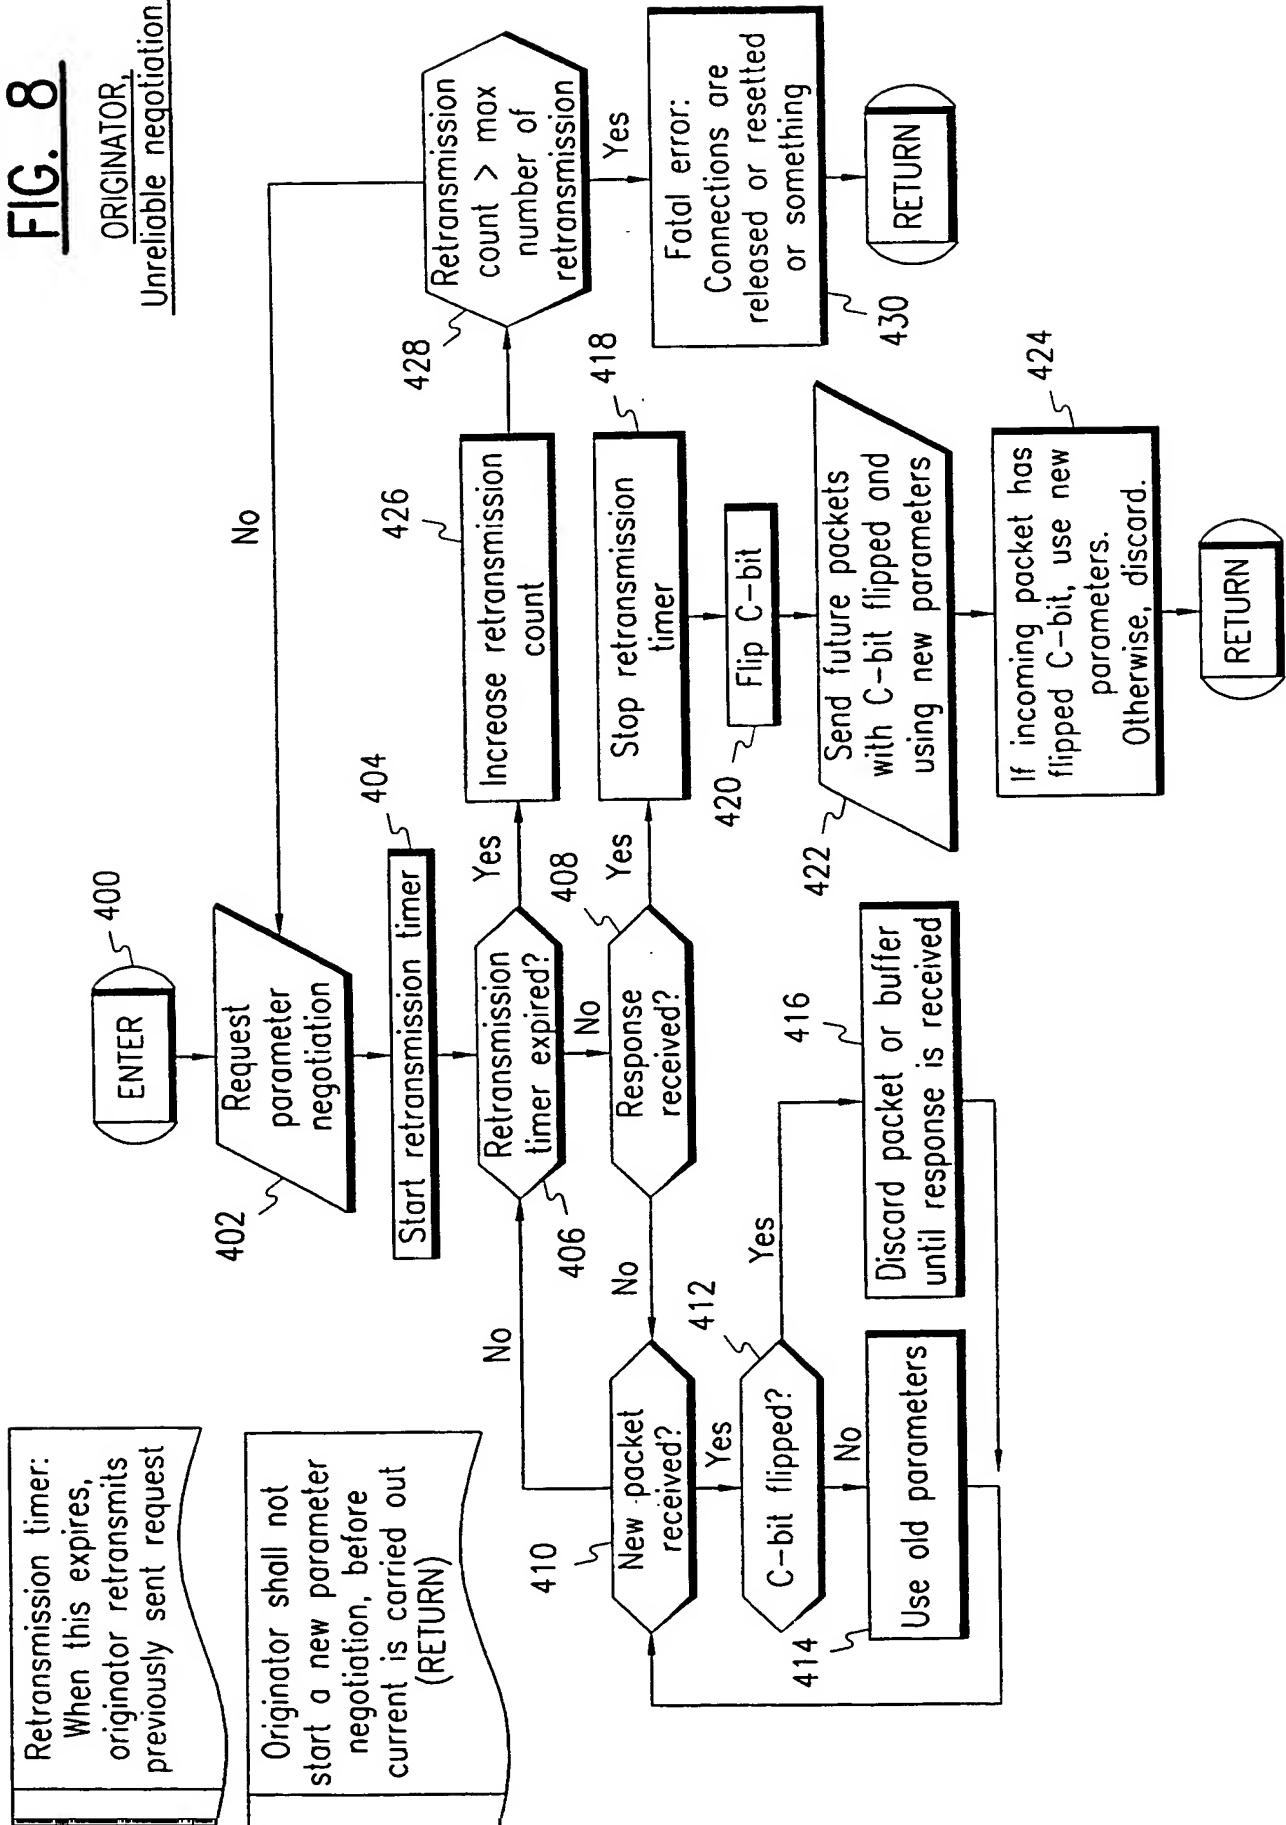 FIG. 8
ORIGINATOR,
Unreliable negotiation
Retransmission timer:
When this expires,
originator retransmits
previously sent request
Originator shall not
start a new parameter
negotiation, before
current is carried out
(RETURN)
ENTER
400
Request
parameter
negotiation
402
Start retransmission timer
404
Retransmission
timer expired?
406
Yes
No
Increase retransmission
count
426
Retransmission
count > max
number of
retransmission
428
No
Yes
Fatal error:
Connections are
released or resetted
or something
430
RETURN
Response
received?
408
Yes
No
Stop retransmission
timer
418
Flip C-bit
420
Send future packets
with C-bit flipped and
using new parameters
422
If incoming packet has
flipped C-bit, use new
parameters.
Otherwise, discard.
424
RETURN
New packet
received?
410
No
Yes
C-bit flipped?
412
Yes
No
Use old parameters
414
Discard packet or buffer
until response is received
416